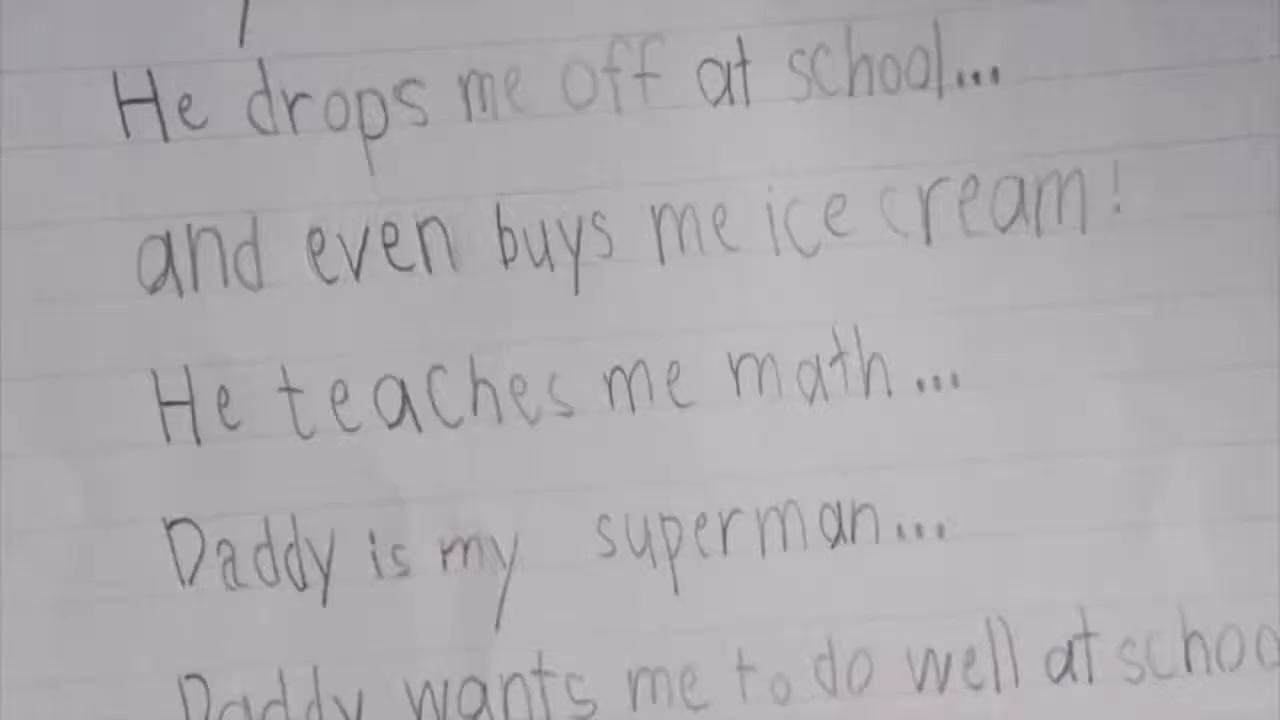 He drops me off at school...
and even buys me ice cream!
He teaches me math...
Daddy is my superman...
Daddy wants me to do well at schoo